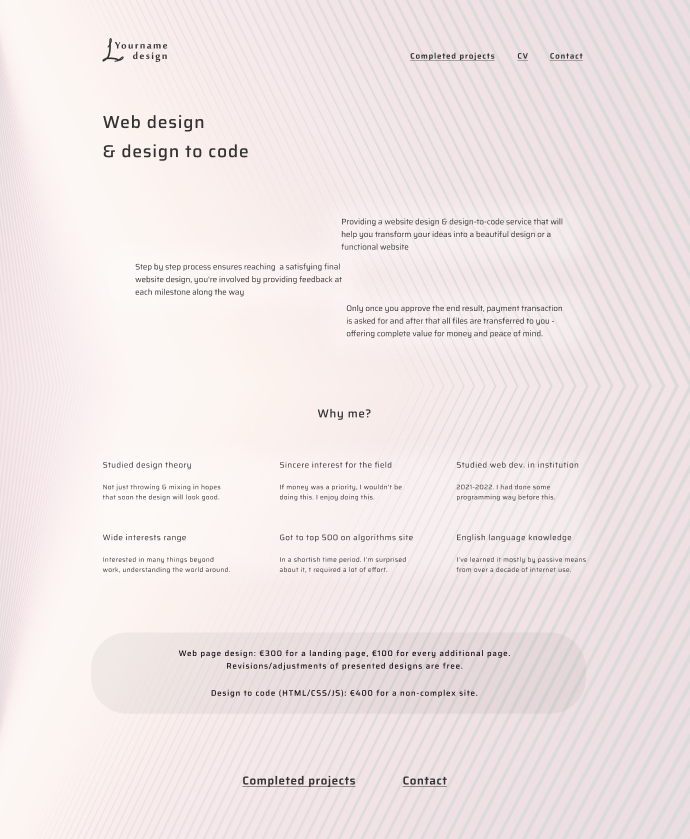 Yourname
design
Completed projects CV Contact
Web design
& design to code
Providing a website design & design-to-code service that will
help you transform your ideas into a beautiful design or a
functional website
Step by step process ensures reaching a satisfying final
website design, you're involved by providing feedback at
each milestone along the way
Only once you approve the end result, payment transaction
is asked for and after that all files are transferred to you -
offering complete value for money and peace of mind.
Why me?
Studied design theory
Not just throwing & mixing in hopes
that soon the design will look good.
Sincere interest for the field
If money was a priority, I wouldn't be
doing this. I enjoy doing this.
Studied web dev. in institution
2021-2022. I had done some
programming way before this.
Wide interests range
Interested in many things beyond
work, understanding the world around.
Got to top 500 on algorithms site
In a shortish time period. I'm surprised
about it, t required a lot of effort.
English language knowledge
I've learned it mostly by passive means
from over a decade of internet use.
Web page design: €300 for a landing page, €100 for every additional page.
Revisions/adjustments of presented designs are free.
Design to code (HTML/CSS/JS): €400 for a non-complex site.
Completed projects Contact